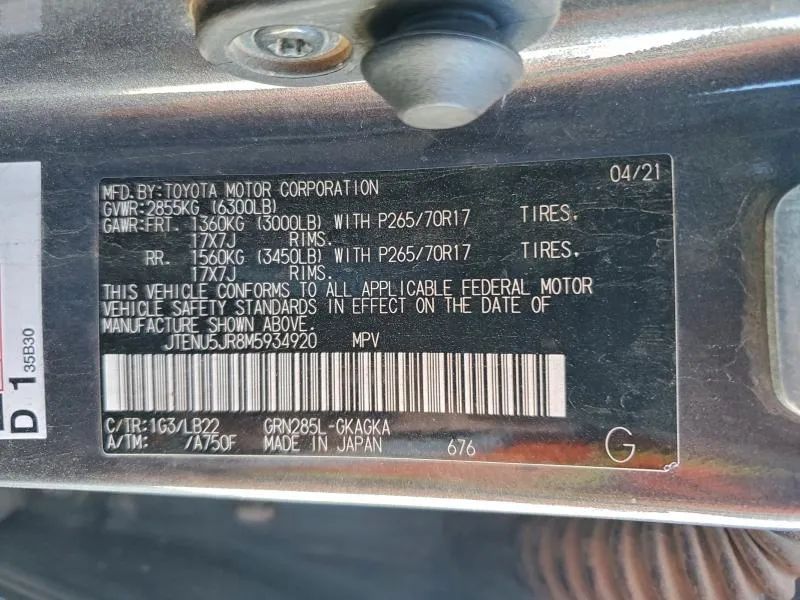 04/21
MFD.BY:TOYOTA MOTOR CORPORATION
GVWR:2855KG (6300LB)
GAWR:FRT. 1360KG (3000LB) WITH P265/70R17 TIRES.
17X7J RIMS.
RR. 1560KG (3450LB) WITH P265/70R17 TIRES.
17X7J RIMS.
THIS VEHICLE CONFORMS TO ALL APPLICABLE FEDERAL MOTOR
VEHICLE SAFETY STANDARDS IN EFFECT ON THE DATE OF
MANUFACTURE SHOWN ABOVE.
JTENU5JR8M5934920 MPV
C/TR:1G3/LB22 GRN285L-GKAGKA
A/TM: /A750F MADE IN JAPAN 676 G
D 1 35B30